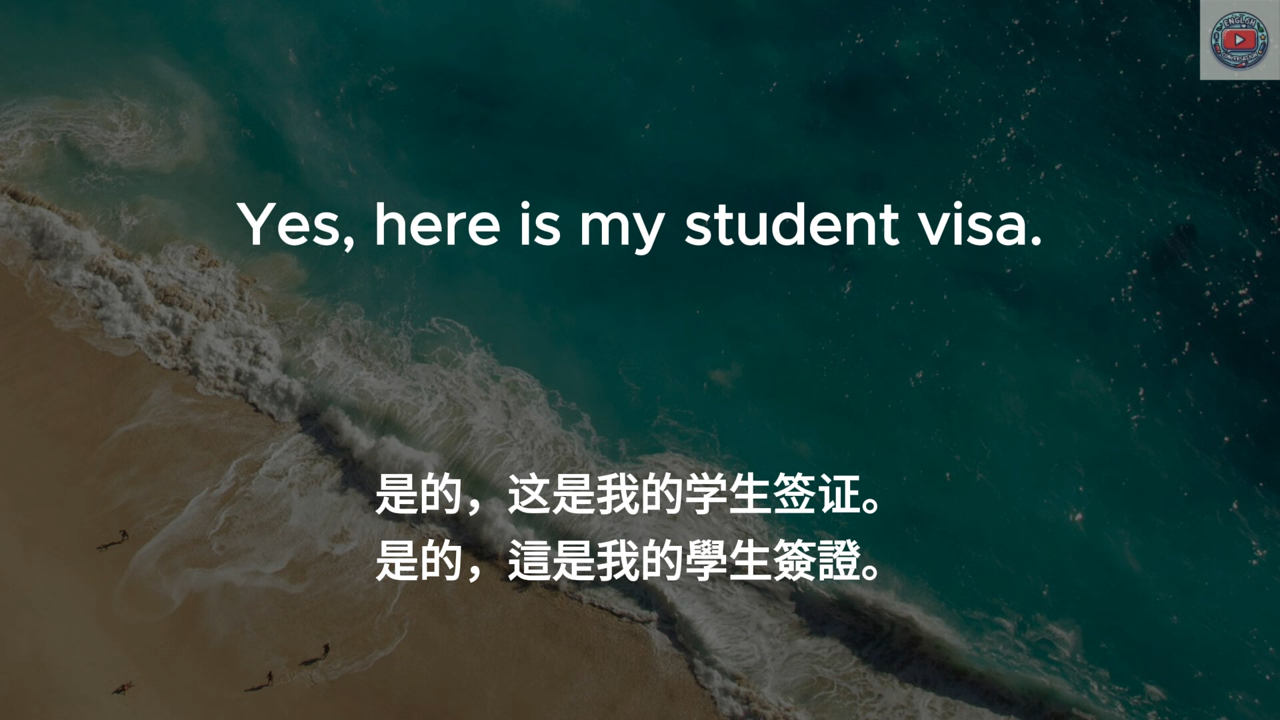 ENGLISH
Yes, here is my student visa.
是的，这是我的学生签证。
是的，這是我的學生簽證。